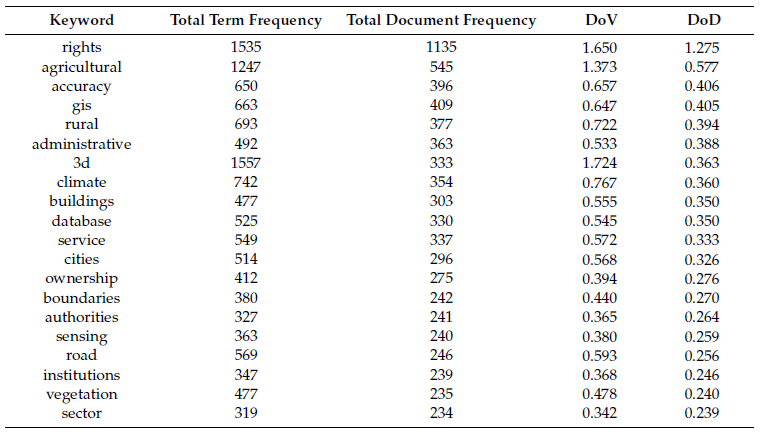 Keyword Total Term Frequency Total Document Frequency DoV DoD
rights 1535 1135 1.650 1.275
agricultural 1247 545 1.373 0.577
accuracy 650 396 0.657 0.406
gis 663 409 0.647 0.405
rural 693 377 0.722 0.394
administrative 492 363 0.533 0.388
3d 1557 333 1.724 0.363
climate 742 354 0.767 0.360
buildings 477 303 0.555 0.350
database 525 330 0.545 0.350
service 549 337 0.572 0.333
cities 514 296 0.568 0.326
ownership 412 275 0.394 0.276
boundaries 380 242 0.440 0.270
authorities 327 241 0.365 0.264
sensing 363 240 0.380 0.259
road 569 246 0.593 0.256
institutions 347 239 0.368 0.246
vegetation 477 235 0.478 0.240
sector 319 234 0.342 0.239